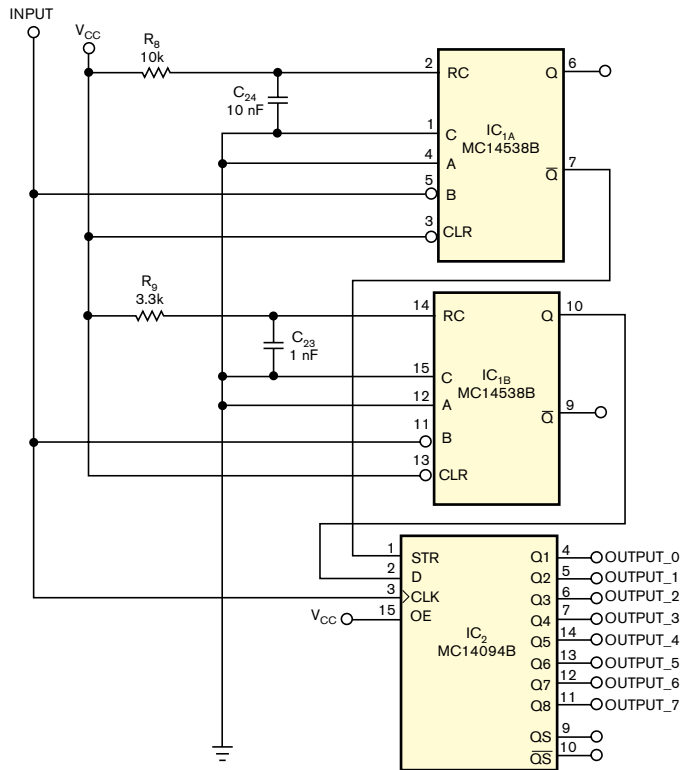 INPUT
VCC
R8
10k
C24
10 nF
2 RC
1 C
4 A
5 B
3 CLR
IC1A
MC14538B
Q 6
Q̅ 7
R9
3.3k
C23
1 nF
14 RC
15 C
12 A
11 B
13 CLR
IC1B
MC14538B
Q 10
Q̅ 9
1 STR
2 D
3 CLK
VCC 15 OE
IC2
MC14094B
Q1 4 OUTPUT_0
Q2 5 OUTPUT_1
Q3 6 OUTPUT_2
Q4 7 OUTPUT_3
Q5 14 OUTPUT_4
Q6 13 OUTPUT_5
Q7 12 OUTPUT_6
Q8 11 OUTPUT_7
QS 9
Q̅S̅ 10